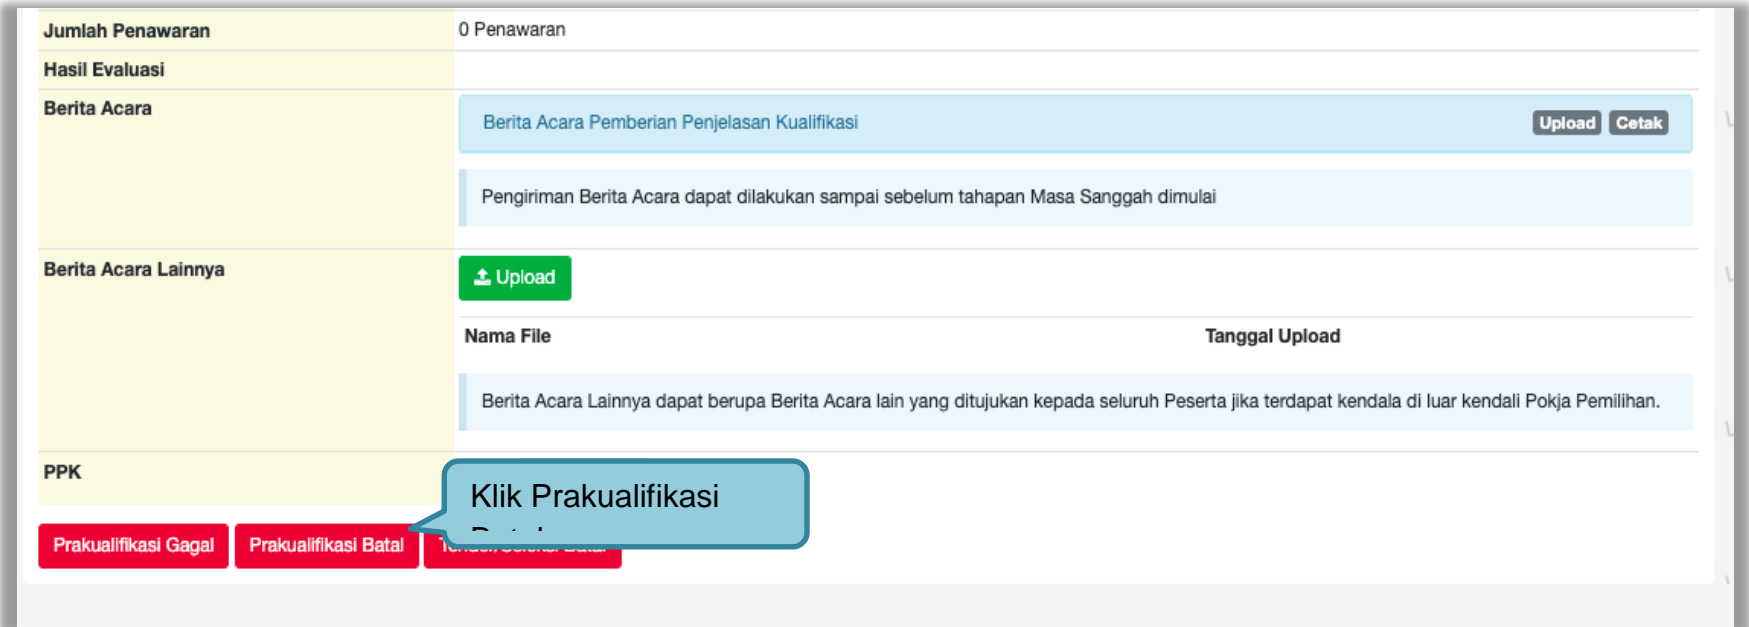 Jumlah Penawaran 0 Penawaran
Hasil Evaluasi
Berita Acara
Berita Acara Pemberian Penjelasan Kualifikasi Upload Cetak
Pengiriman Berita Acara dapat dilakukan sampai sebelum tahapan Masa Sanggah dimulai
Berita Acara Lainnya
Upload
Nama File Tanggal Upload
Berita Acara Lainnya dapat berupa Berita Acara lain yang ditujukan kepada seluruh Peserta jika terdapat kendala di luar kendali Pokja Pemilihan.
PPK
Klik Prakualifikasi
Prakualifikasi Gagal Prakualifikasi Batal